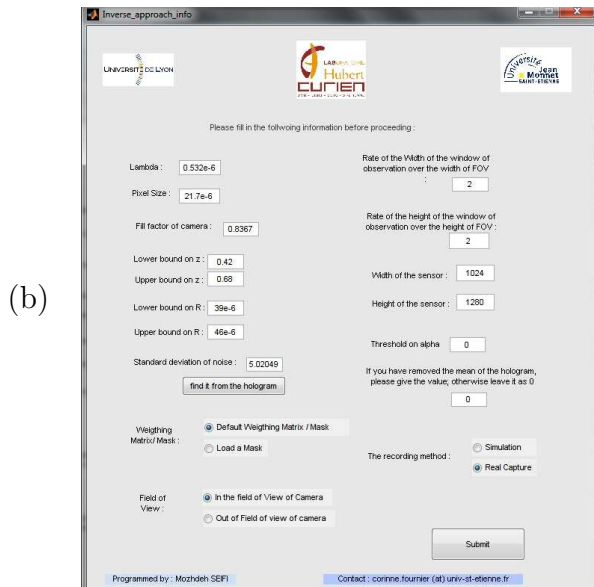 Inverse_approach_info
UNIVERSITÉ DE LYON
LABORATOIRE
Hubert
CURIEN
Université
Jean
Monnet
SAINT-ETIENNE
Please fill in the follwoing information before proceeding :
Lambda : 0.532e-6
Pixel Size : 21.7e-6
Fill factor of camera : 0.8367
Lower bound on z : 0.42
Upper bound on z : 0.68
Lower bound on R : 39e-6
Upper bound on R : 46e-6
Standard deviation of noise : 5.02049
find it from the hologram
Weigthing
Matrix/ Mask :
Default Weigthing Matrix / Mask
Load a Mask
Field of
View :
In the field of View of Camera
Out of Field of view of camera
Rate of the Width of the window of
observation over the width of FOV
:
2
Rate of the height of the window of
observation over the height of FOV :
2
Width of the sensor : 1024
Height of the sensor : 1280
Threshold on alpha 0
If you have removed the mean of the hologram,
please give the value; otherwise leave it as 0
0
The recording method :
Simulation
Real Capture
Submit
Programmed by : Mozhdeh SEIFI
Contact : corinne.fournier (at) univ-st-etienne.fr
(b)